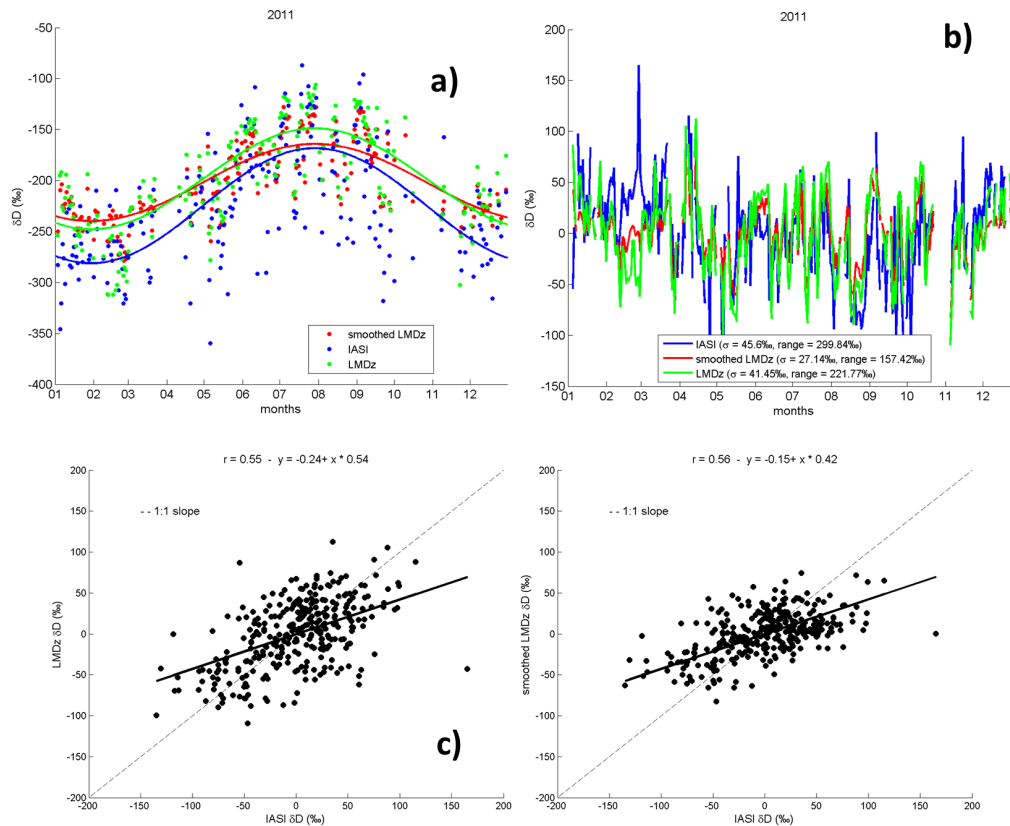 2011
a)
δD (‰)
-50
-100
-150
-200
-250
-300
-350
-400
01 02 03 04 05 06 07 08 09 10 11 12
months
smoothed LMDz
IASI
LMDz
2011
b)
δD (‰)
200
150
100
50
0
-50
-100
-150
01 02 03 04 05 06 07 08 09 10 11 12
months
IASI (σ = 45.6‰, range = 299.84‰)
smoothed LMDz (σ = 27.14‰, range = 157.42‰)
LMDz (σ = 41.45‰, range = 221.77‰)
r = 0.55 - y = -0.24+ x * 0.54
- - 1:1 slope
LMDz δD (‰)
200
150
100
50
0
-50
-100
-150
-200
-200 -150 -100 -50 0 50 100 150 200
IASI δD (‰)
c)
r = 0.56 - y = -0.15+ x * 0.42
- - 1:1 slope
smoothed LMDz δD (‰)
200
150
100
50
0
-50
-100
-150
-200
-200 -150 -100 -50 0 50 100 150 200
IASI δD (‰)